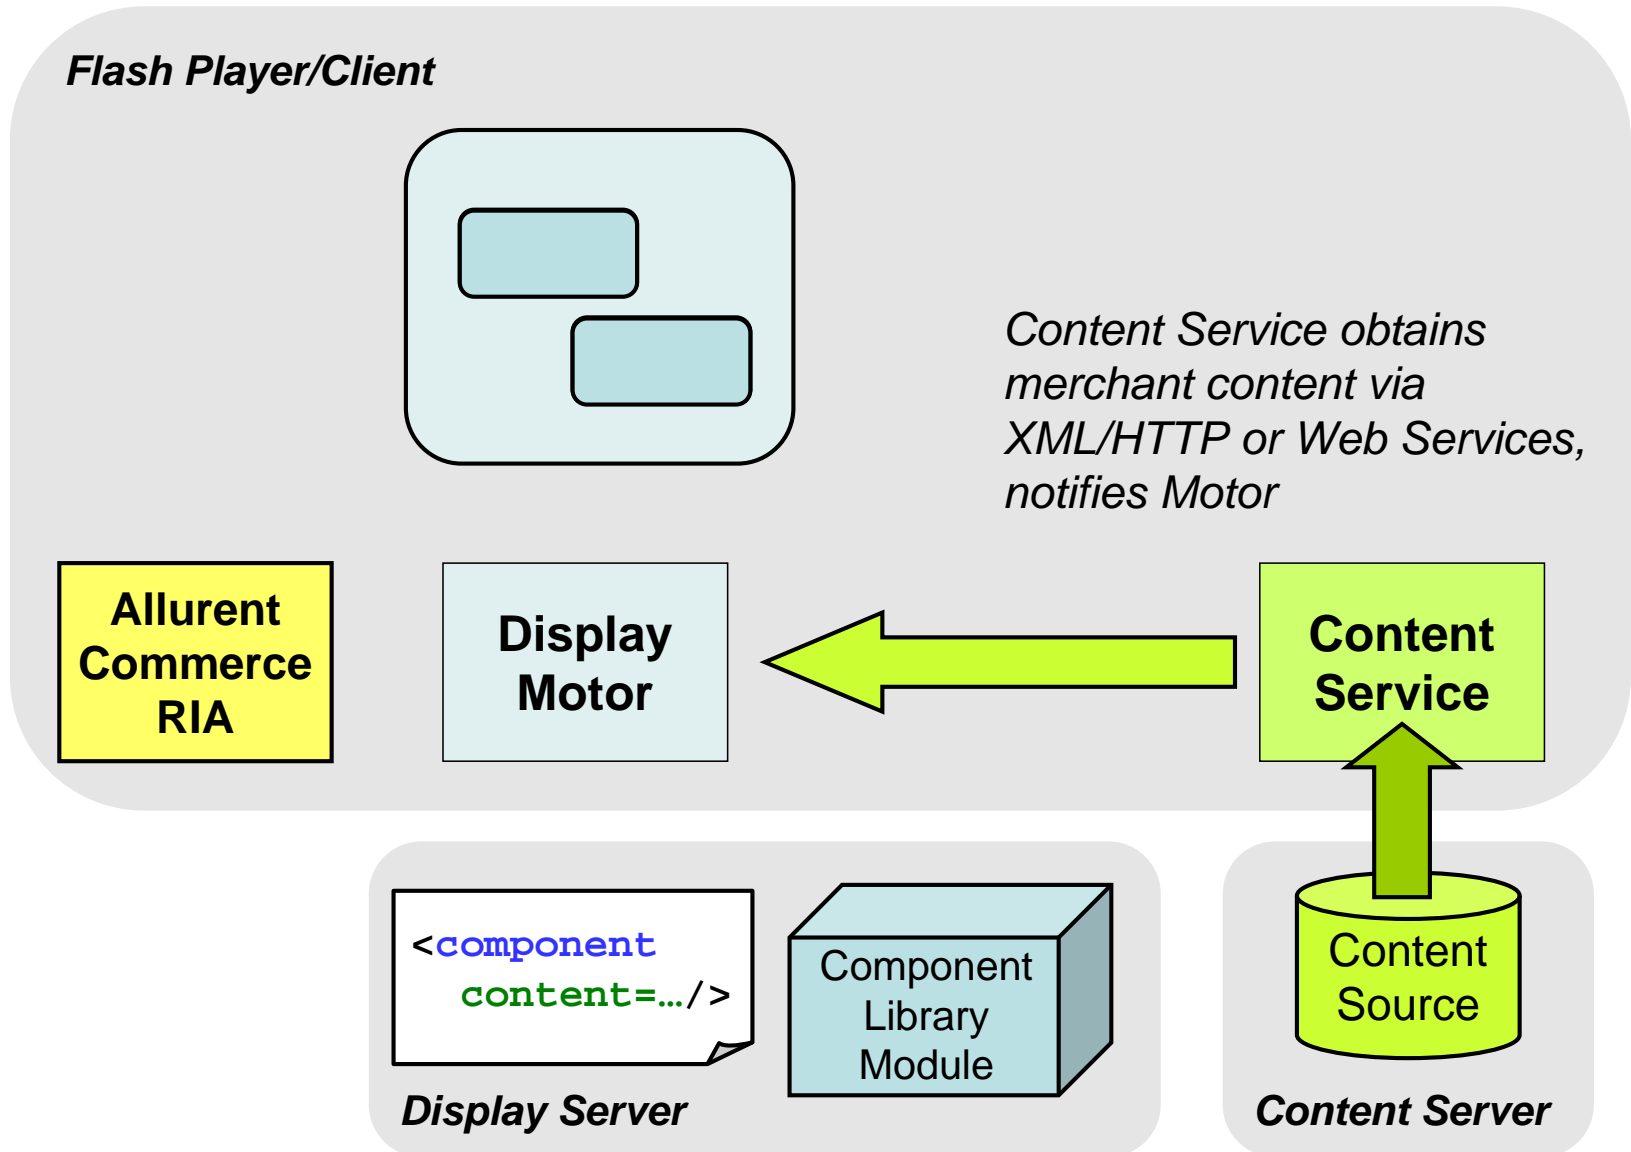 Flash Player/Client
Content Service obtains
merchant content via
XML/HTTP or Web Services,
notifies Motor
Allurent
Commerce
RIA
Display
Motor
Content
Service
<component
content=…/>
Component
Library
Module
Display Server
Content
Source
Content Server